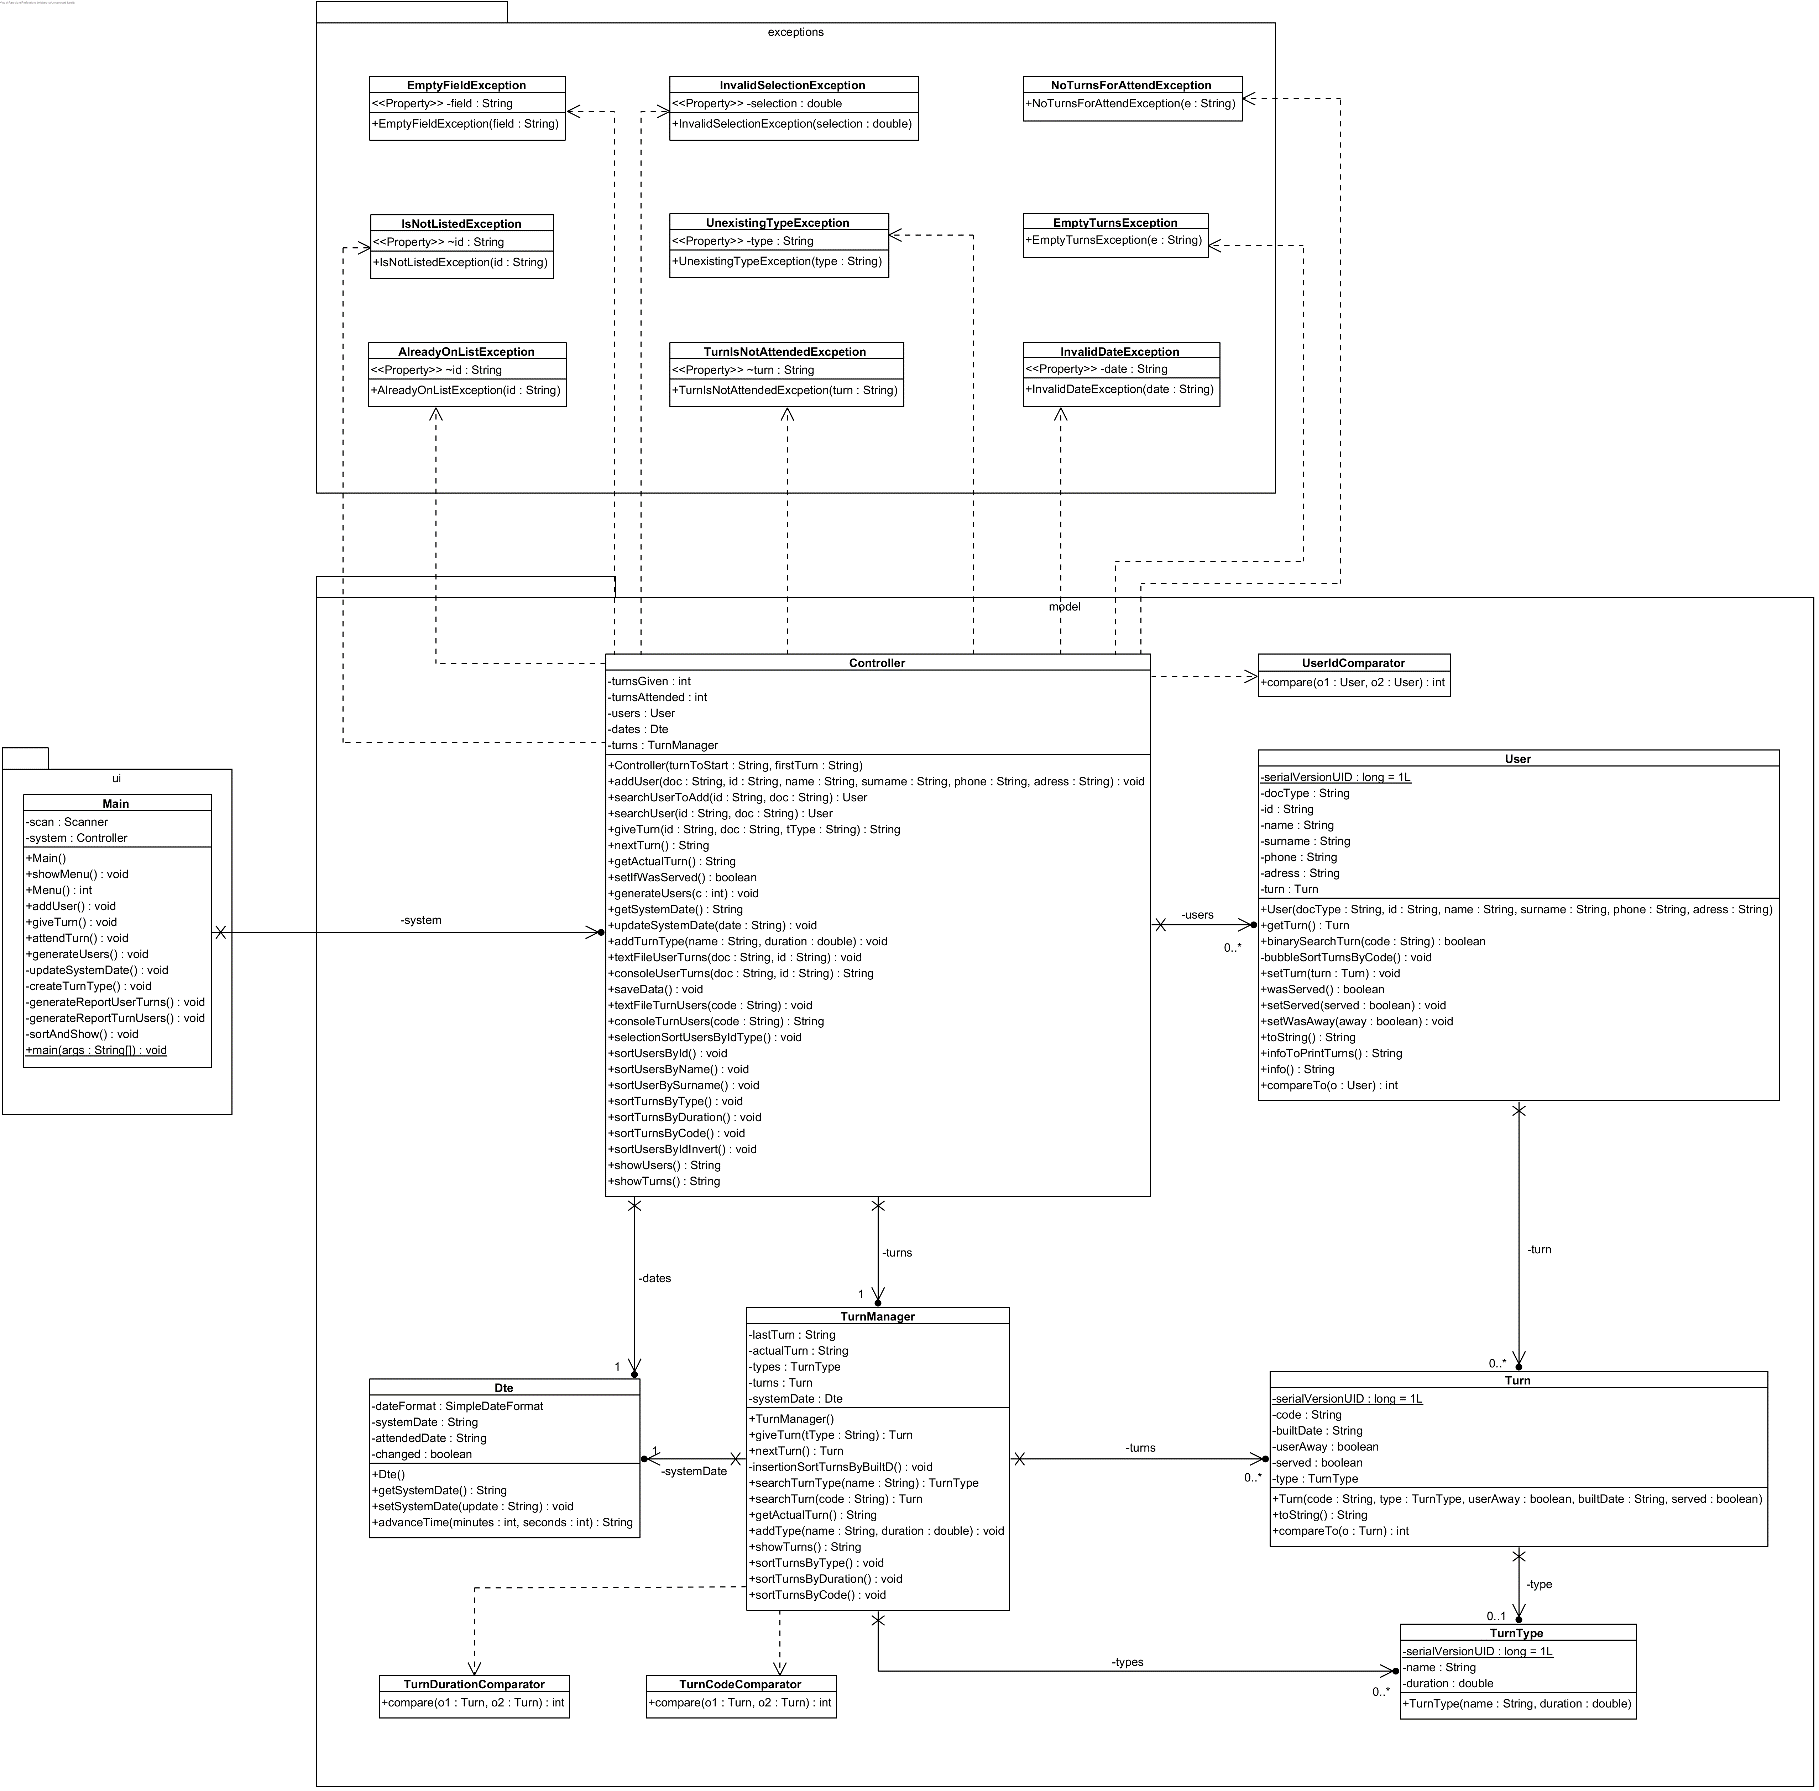 exceptions
EmptyFieldException
<<Property>> -field : String
+EmptyFieldException(field : String)
InvalidSelectionException
<<Property>> -selection : double
+InvalidSelectionException(selection : double)
NoTurnsForAttendException
+NoTurnsForAttendException(e : String)
IsNotListedException
<<Property>> ~id : String
+IsNotListedException(id : String)
UnexistingTypeException
<<Property>> -type : String
+UnexistingTypeException(type : String)
EmptyTurnsException
+EmptyTurnsException(e : String)
AlreadyOnListException
<<Property>> ~id : String
+AlreadyOnListException(id : String)
TurnIsNotAttendedExcpetion
<<Property>> ~turn : String
+TurnIsNotAttendedExcpetion(turn : String)
InvalidDateException
<<Property>> -date : String
+InvalidDateException(date : String)
model
Controller
-turnsGiven : int
-turnsAttended : int
-users : User
-dates : Dte
-turns : TurnManager
+Controller(turnToStart : String, firstTurn : String)
+addUser(doc : String, id : String, name : String, surname : String, phone : String, adress : String) : void
+searchUserToAdd(id : String, doc : String) : User
+searchUser(id : String, doc : String) : User
+giveTurn(id : String, doc : String, tType : String) : String
+nextTurn() : String
+getActualTurn() : String
+setIfWasServed() : boolean
+generateUsers(c : int) : void
+getSystemDate() : String
+updateSystemDate(date : String) : void
+addTurnType(name : String, duration : double) : void
+textFileUserTurns(doc : String, id : String) : void
+consoleUserTurns(doc : String, id : String) : String
+saveData() : void
+textFileTurnUsers(code : String) : void
+consoleTurnUsers(code : String) : String
+selectionSortUsersByIdType() : void
+sortUsersById() : void
+sortUsersByName() : void
+sortUserBySurname() : void
+sortTurnsByType() : void
+sortTurnsByDuration() : void
+sortTurnsByCode() : void
+sortUsersByIdInvert() : void
+showUsers() : String
+showTurns() : String
UserIdComparator
+compare(o1 : User, o2 : User) : int
ui
Main
-scan : Scanner
-system : Controller
+Main()
+showMenu() : void
+Menu() : int
+addUser() : void
+giveTurn() : void
+attendTurn() : void
+generateUsers() : void
-updateSystemDate() : void
-createTurnType() : void
-generateReportUserTurns() : void
-generateReportTurnUsers() : void
-sortAndShow() : void
+main(args : String[]) : void
-system
-users
0..*
User
-serialVersionUID : long = 1L
-docType : String
-id : String
-name : String
-surname : String
-phone : String
-adress : String
-turn : Turn
+User(docType : String, id : String, name : String, surname : String, phone : String, adress : String)
+getTurn() : Turn
+binarySearchTurn(code : String) : boolean
-bubbleSortTurnsByCode() : void
+setTurn(turn : Turn) : void
+wasServed() : boolean
+setServed(served : boolean) : void
+setWasAway(away : boolean) : void
+toString() : String
+infoToPrintTurns() : String
+info() : String
+compareTo(o : User) : int
-turn
0..*
-dates
1
-turns
1
TurnManager
-lastTurn : String
-actualTurn : String
-types : TurnType
-turns : Turn
-systemDate : Dte
+TurnManager()
+giveTurn(tType : String) : Turn
+nextTurn() : Turn
-insertionSortTurnsByBuiltD() : void
+searchTurnType(name : String) : TurnType
+searchTurn(code : String) : Turn
+getActualTurn() : String
+addType(name : String, duration : double) : void
+showTurns() : String
+sortTurnsByType() : void
+sortTurnsByDuration() : void
+sortTurnsByCode() : void
Dte
-dateFormat : SimpleDateFormat
-systemDate : String
-attendedDate : String
-changed : boolean
+Dte()
+getSystemDate() : String
+setSystemDate(update : String) : void
+advanceTime(minutes : int, seconds : int) : String
1
-systemDate
-turns
0..*
Turn
-serialVersionUID : long = 1L
-code : String
-builtDate : String
-userAway : boolean
-served : boolean
-type : TurnType
+Turn(code : String, type : TurnType, userAway : boolean, builtDate : String, served : boolean)
+toString() : String
+compareTo(o : Turn) : int
-type
0..1
TurnType
-serialVersionUID : long = 1L
-name : String
-duration : double
+TurnType(name : String, duration : double)
-types
0..*
TurnDurationComparator
+compare(o1 : Turn, o2 : Turn) : int
TurnCodeComparator
+compare(o1 : Turn, o2 : Turn) : int